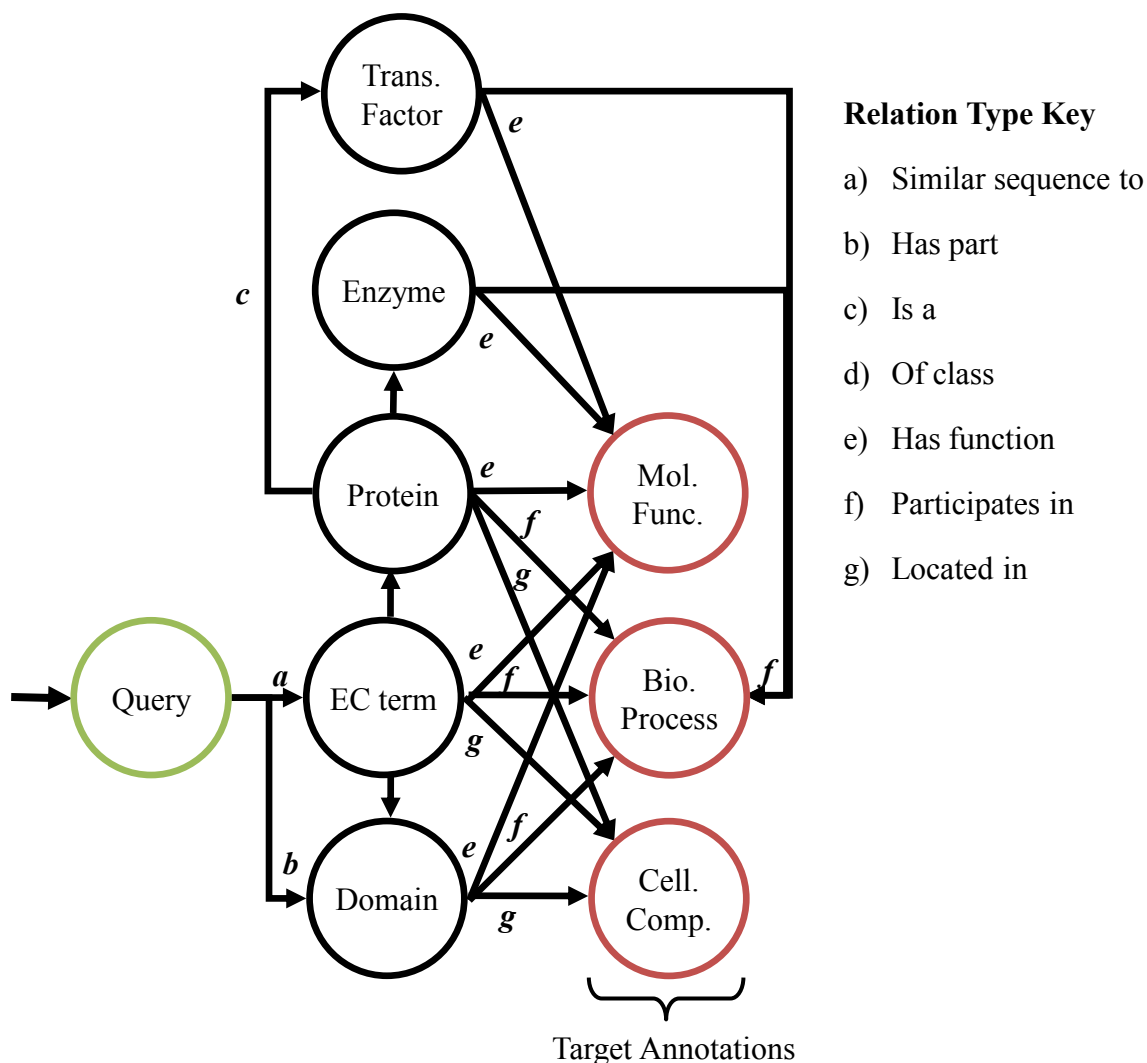 Trans.
Factor
e
Relation Type Key
a) Similar sequence to
b) Has part
c) Is a
d) Of class
e) Has function
f) Participates in
g) Located in
c
Enzyme
e
Protein
e
f
g
Mol.
Func.
Query
a
EC term
e
f
g
Bio.
Process
f
b
Domain
e
f
g
Cell.
Comp.
Target Annotations